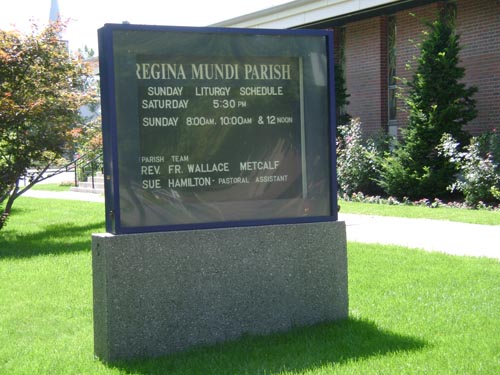 REGINA MUNDI PARISH
SUNDAY LITURGY SCHEDULE
SATURDAY 5:30 PM
SUNDAY 8:00AM, 10:00AM & 12 NOON
PARISH TEAM
REV. FR. WALLACE METCALF
SUE HAMILTON - PASTORAL ASSISTANT